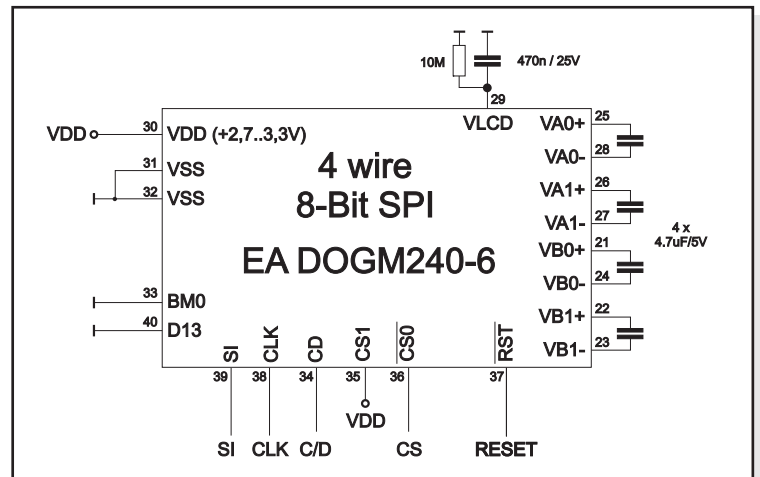 10M
470n / 25V
29
VLCD
VDD
30
VDD (+2,7..3,3V)
31
VSS
32
VSS
4 wire
8-Bit SPI
EA DOGM240-6
33
BM0
40
D13
VA0+
25
VA0-
28
VA1+
26
VA1-
27
VB0+
21
VB0-
24
VB1+
22
VB1-
23
4 x
4.7uF/5V
SI
CLK
CD
CS1
CS0
RST
39
38
34
35
36
37
VDD
SI
CLK
C/D
CS
RESET